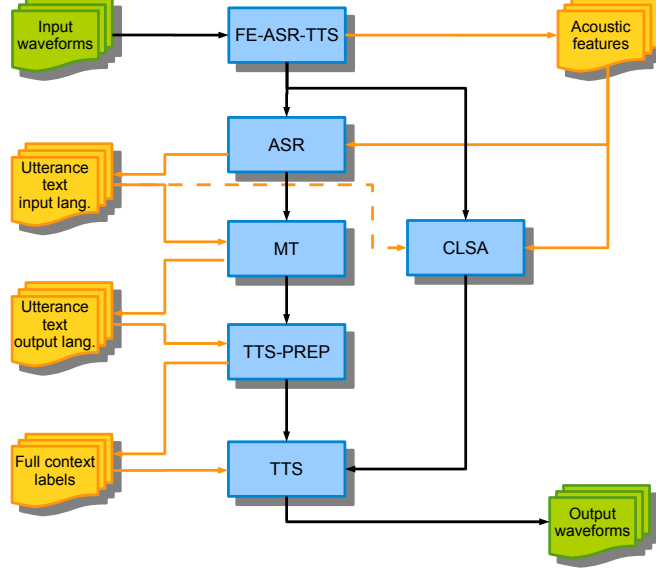 Input
waveforms
FE-ASR-TTS
Acoustic
features
ASR
Utterance
text
input lang.
MT
CLSA
Utterance
text
output lang.
TTS-PREP
Full context
labels
TTS
Output
waveforms